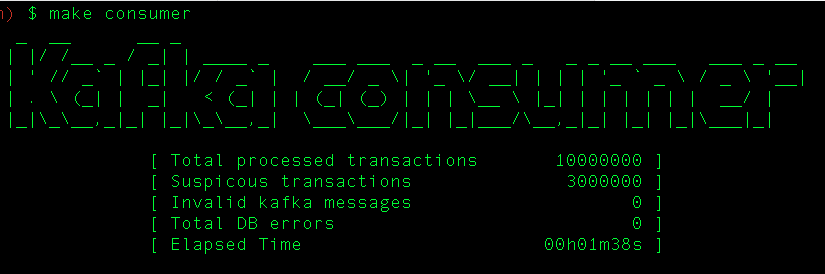 n) $ make consumer
Kafka consumer
[ Total processed transactions 10000000 ]
[ Suspicous transactions 3000000 ]
[ Invalid kafka messages 0 ]
[ Total DB errors 0 ]
[ Elapsed Time 00h01m38s ]